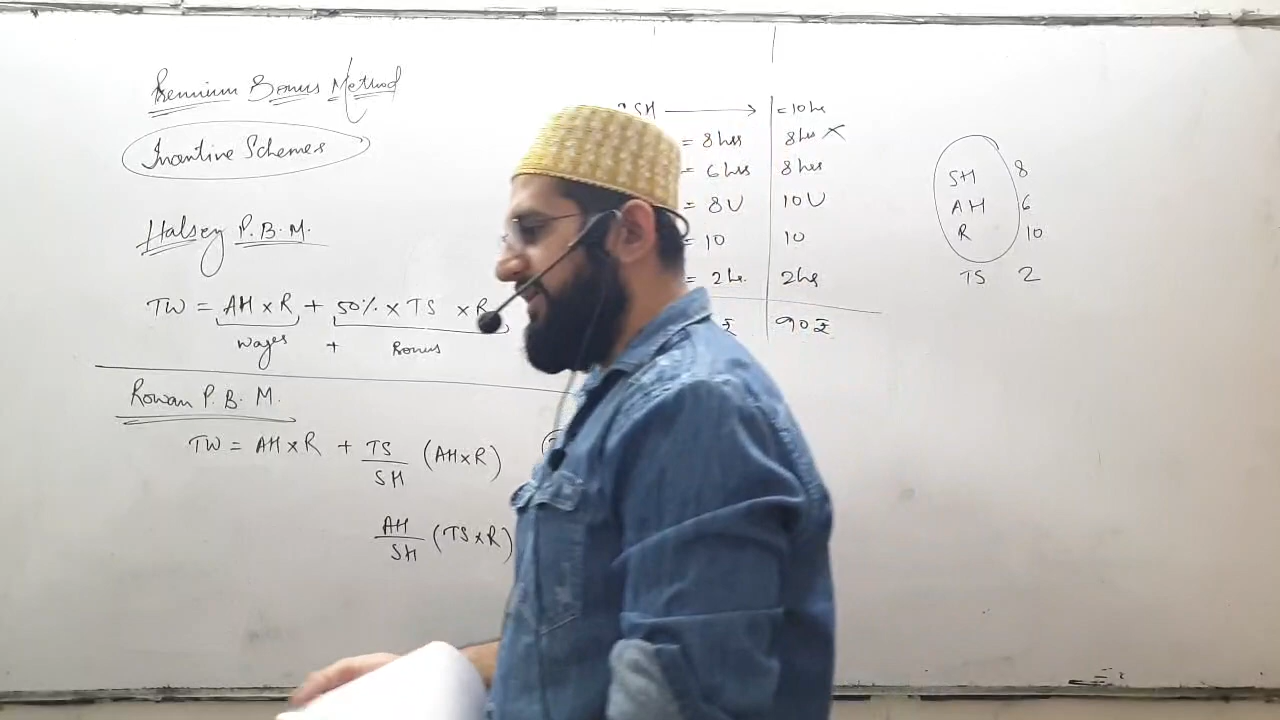 Premium Bonus Method
Incentive Schemes
Halsey P.B.M.
TW = AH × R + 50% × TS × R
Wages + Bonus
Rowan P.B.M.
TW = AH × R + TS/SH (AH×R)
AH/SH (TS×R)
SH → = 10 hr
= 8 hrs 8 hrs ×
= 6 hrs 8 hrs
= 8 U 10 U
= 10 10
= 2 hr. 2 hrs
₹ 90 ₹
SH 8
AH 6
R 10
TS 2